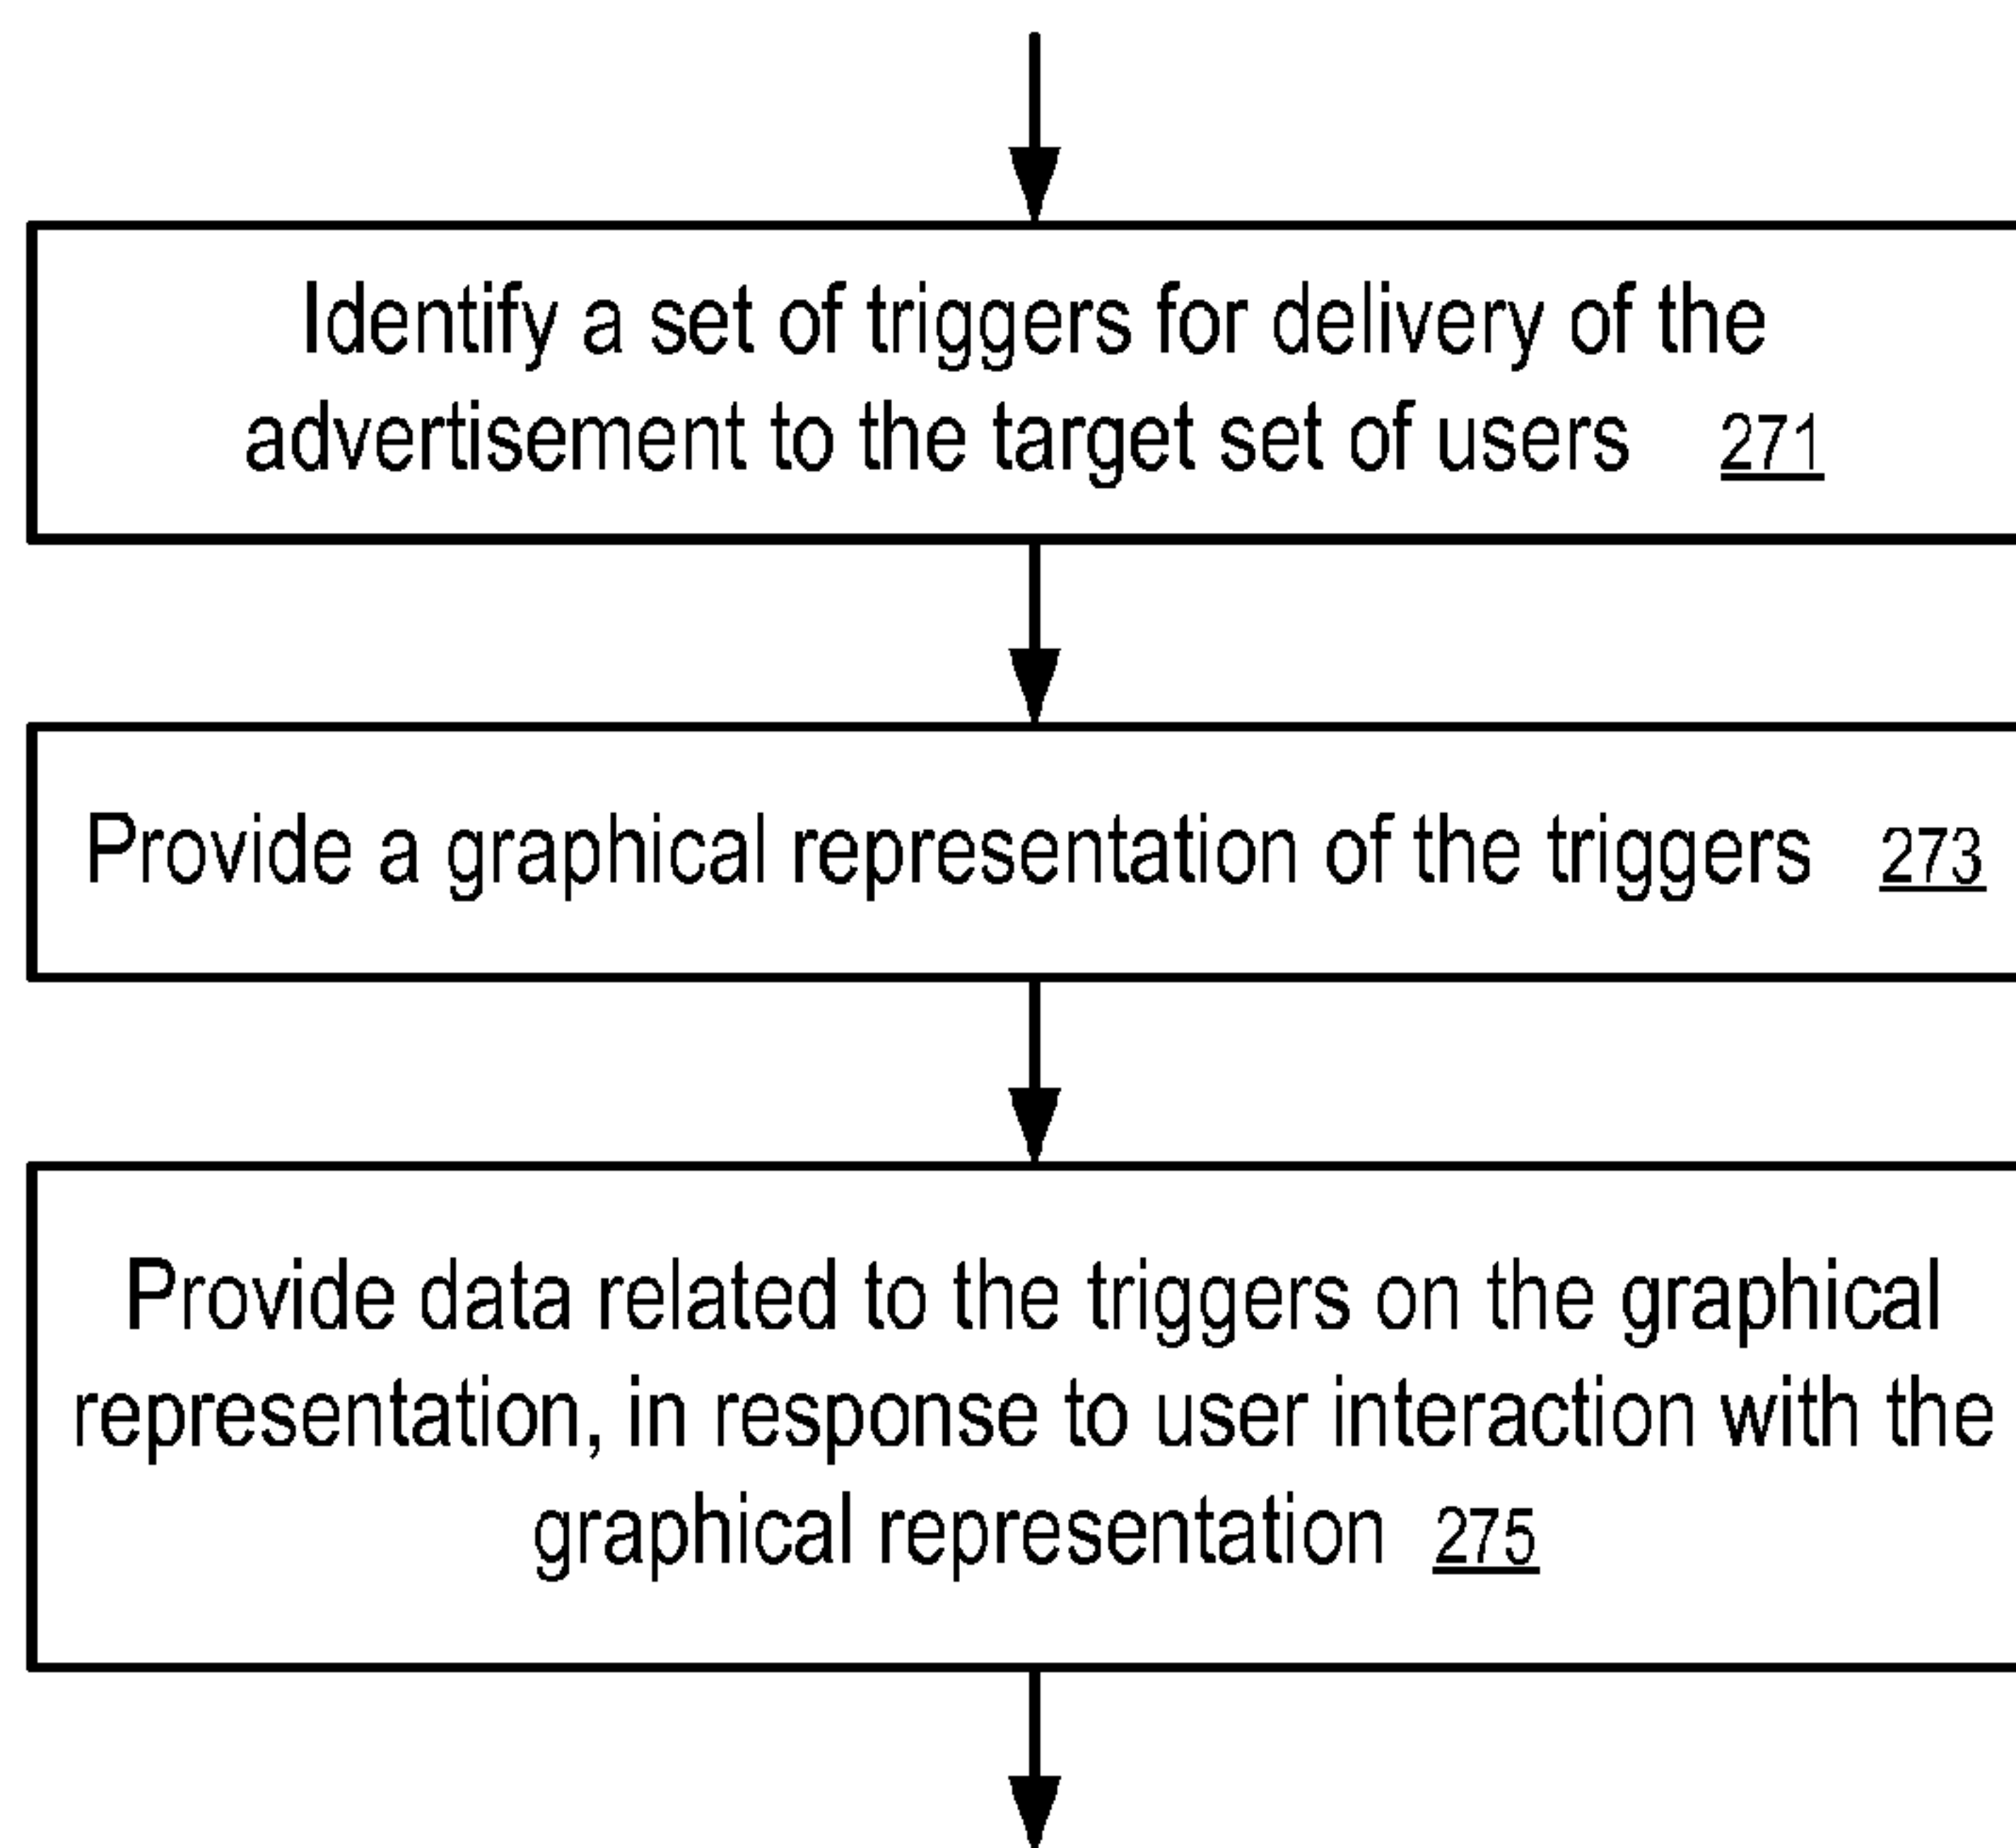 Identify a set of triggers for delivery of the
advertisement to the target set of users 271
Provide a graphical representation of the triggers 273
Provide data related to the triggers on the graphical
representation, in response to user interaction with the
graphical representation 275